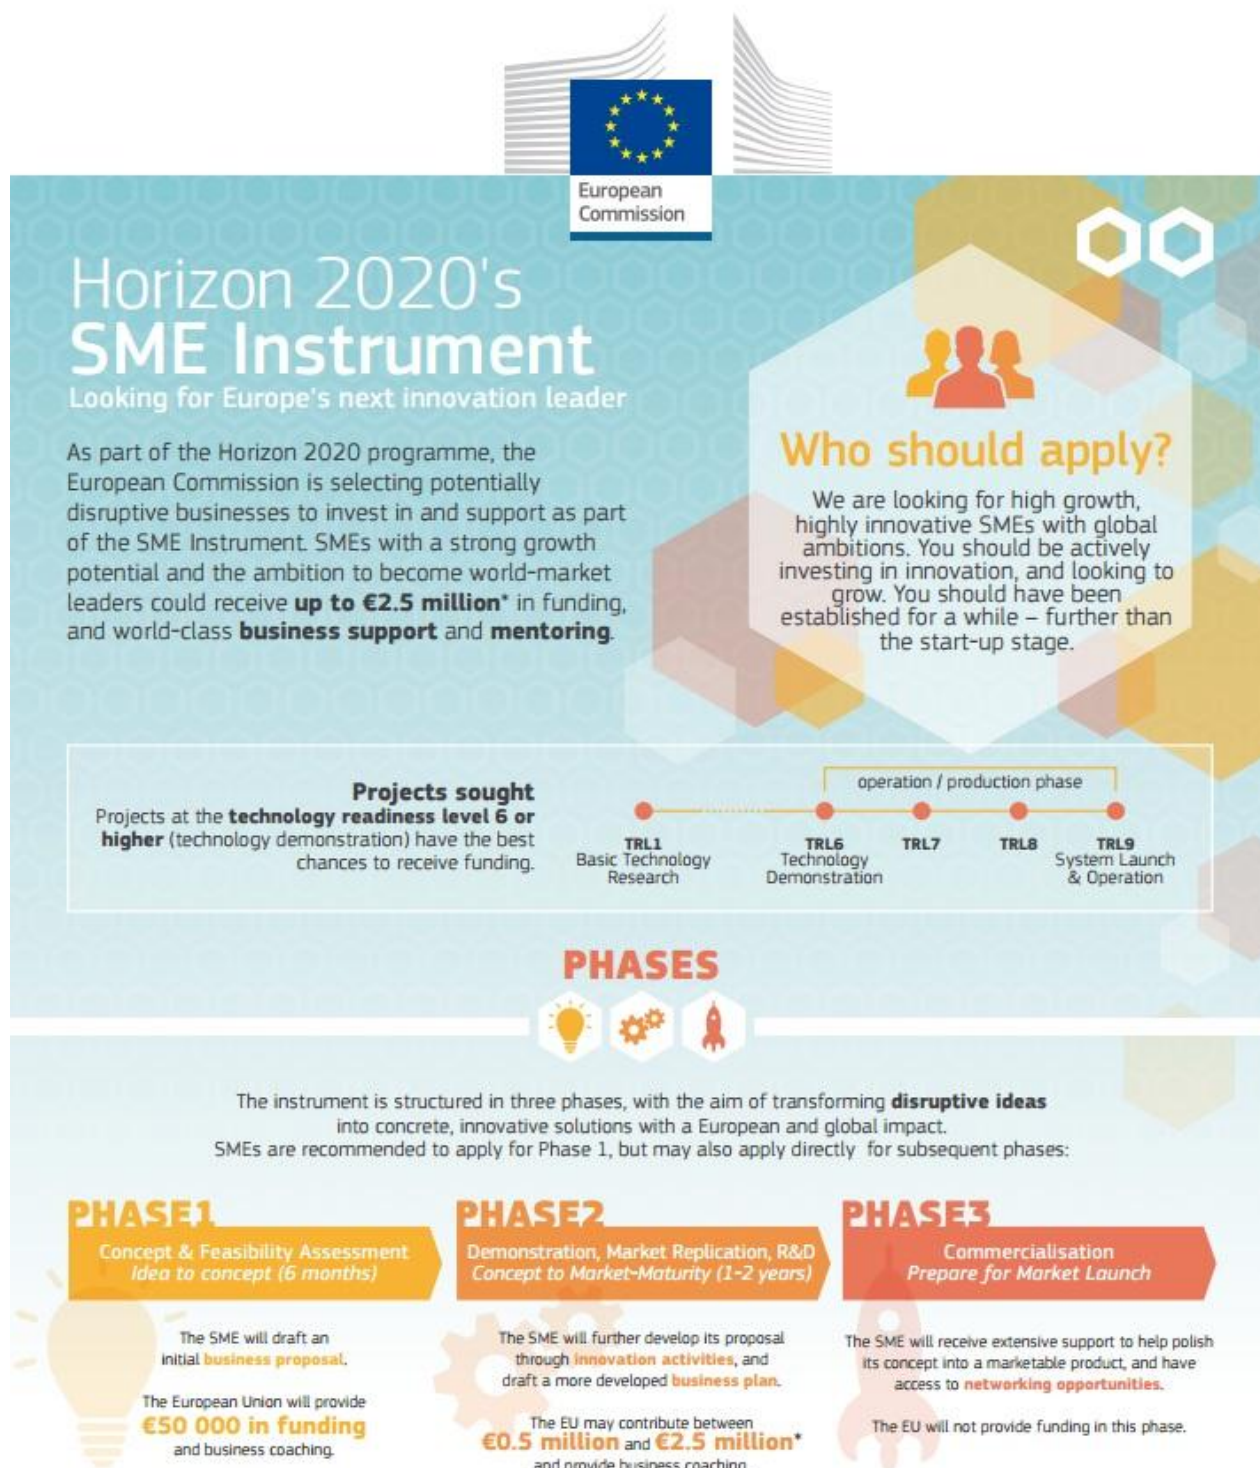 European
Commission
Horizon 2020's
SME Instrument
Looking for Europe's next innovation leader
As part of the Horizon 2020 programme, the
European Commission is selecting potentially
disruptive businesses to invest in and support as part
of the SME Instrument. SMEs with a strong growth
potential and the ambition to become world-market
leaders could receive up to €2.5 million* in funding,
and world-class business support and mentoring.
Who should apply?
We are looking for high growth,
highly innovative SMEs with global
ambitions. You should be actively
investing in innovation, and looking to
grow. You should have been
established for a while – further than
the start-up stage.
Projects sought
Projects at the technology readiness level 6 or
higher (technology demonstration) have the best
chances to receive funding.
operation / production phase
TRL1
Basic Technology
Research
TRL6
Technology
Demonstration
TRL7
TRL8
TRL9
System Launch
& Operation
PHASES
The instrument is structured in three phases, with the aim of transforming disruptive ideas
into concrete, innovative solutions with a European and global impact.
SMEs are recommended to apply for Phase 1, but may also apply directly for subsequent phases:
PHASE1
Concept & Feasibility Assessment
Idea to concept (6 months)
The SME will draft an
initial business proposal.
The European Union will provide
€50 000 in funding
and business coaching.
PHASE2
Demonstration, Market Replication, R&D
Concept to Market-Maturity (1-2 years)
The SME will further develop its proposal
through innovation activities, and
draft a more developed business plan.
The EU may contribute between
€0.5 million and €2.5 million*
and provide business coaching
PHASE3
Commercialisation
Prepare for Market Launch
The SME will receive extensive support to help polish
its concept into a marketable product, and have
access to networking opportunities.
The EU will not provide funding in this phase.